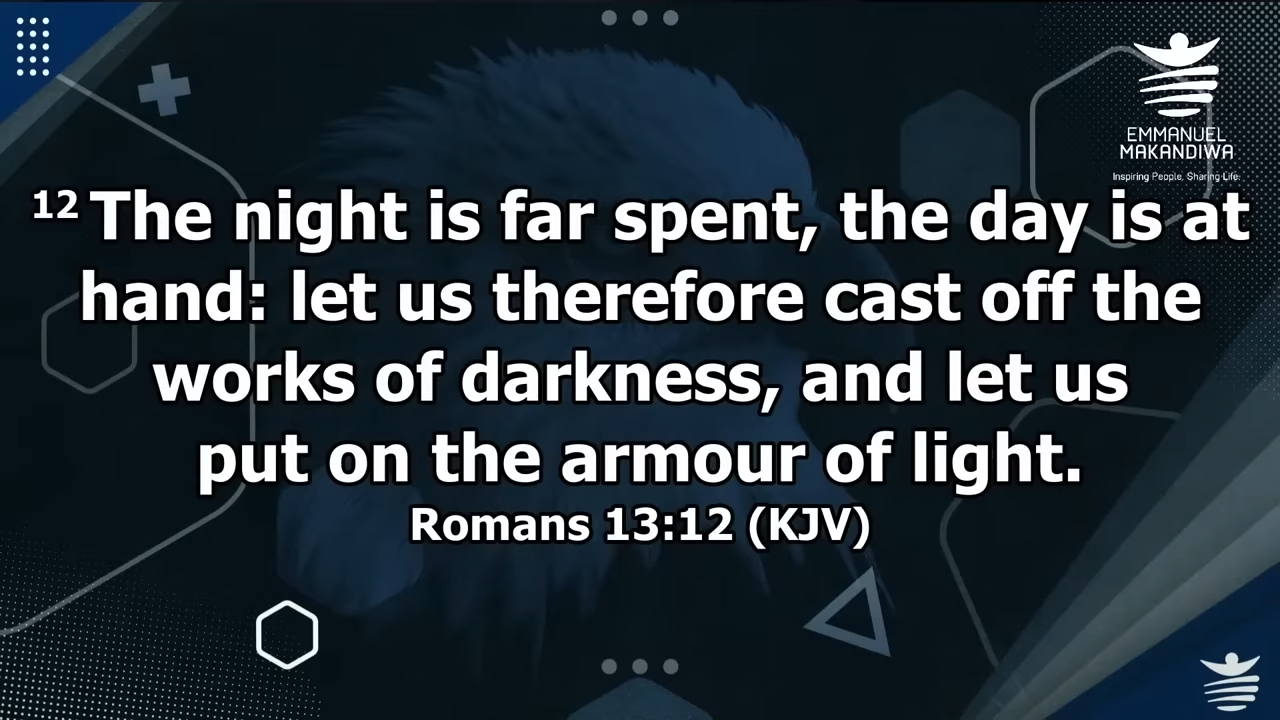 EMMANUEL
MAKANDIWA
Inspiring People. Sharing Life.
12 The night is far spent, the day is at
hand: let us therefore cast off the
works of darkness, and let us
put on the armour of light.
Romans 13:12 (KJV)